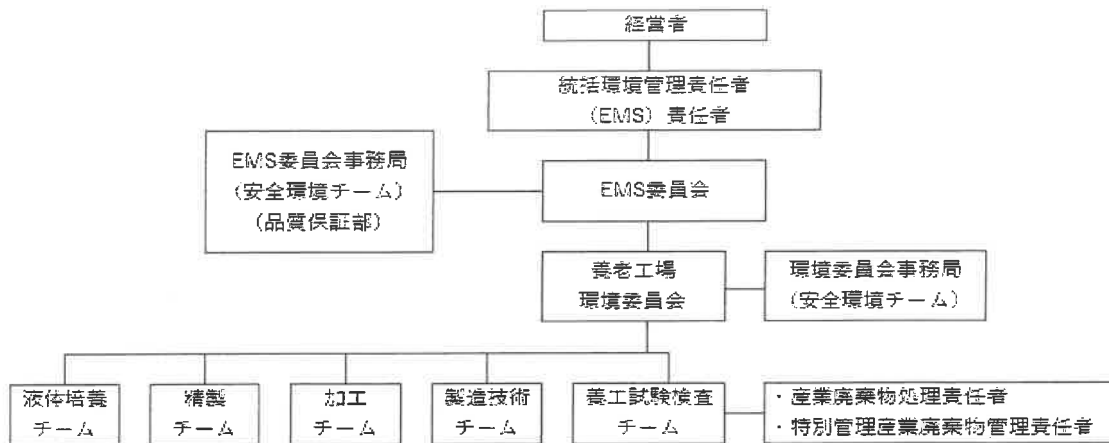 経営者
統括環境管理責任者
（EMS）責任者
EMS委員会事務局
（安全環境チーム）
（品質保証部）
EMS委員会
養老工場
環境委員会
環境委員会事務局
（安全環境チーム）
液体培養
チーム
精製
チーム
加工
チーム
製造技術
チーム
養工試験検査
チーム
・産業廃棄物処理責任者
・特別管理産業廃棄物管理責任者